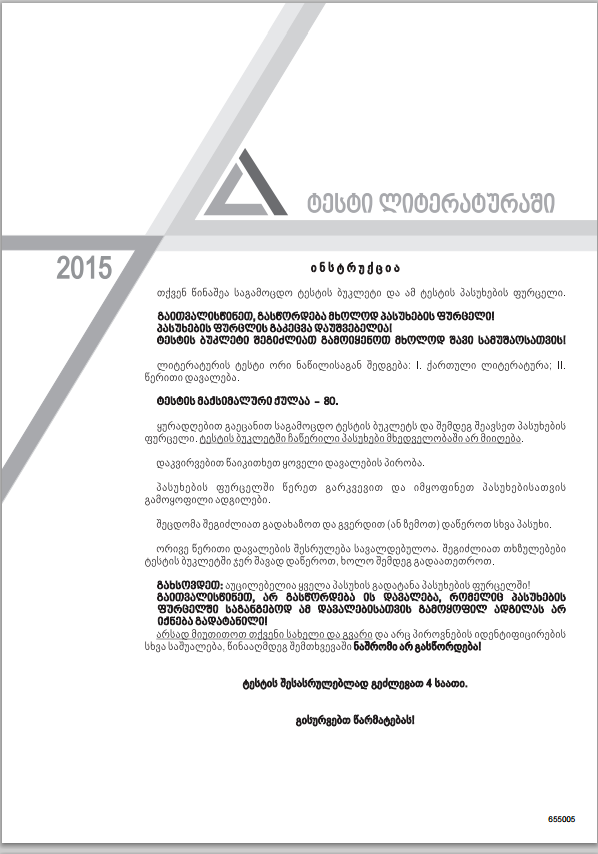 ტესტი ლიტერატურაში
2015
ინსტრუქცია
თქვენ წინაშეა საგამოცდო ტესტის ბუკლეტი და ამ ტესტის პასუხების ფურცელი.
გაითვალისწინეთ, გასწორდება მხოლოდ პასუხების ფურცელი!
პასუხების ფურცლის გაკეცვა დაუშვებელია!
ტესტის ბუკლეტი შეგიძლიათ გამოიყენოთ მხოლოდ შავი სამუშაოსათვის!
ლიტერატურის ტესტი ორი ნაწილისაგან შედგება: I. ქართული ლიტერატურა; II.
წერითი დავალება.
ტესტის მაქსიმალური ქულაა – 80.
ყურადღებით გაეცანით საგამოცდო ტესტის ბუკლეტს და შემდეგ შეავსეთ პასუხების
ფურცელი. ტესტის ბუკლეტში ჩაწერილი პასუხები მხედველობაში არ მიიღება.
დაკვირვებით წაიკითხეთ ყოველი დავალების პირობა.
პასუხების ფურცელში წერეთ გარკვევით და იმყოფინეთ პასუხებისათვის
გამოყოფილი ადგილები.
შეცდომა შეგიძლიათ გადახაზოთ და გვერდით (ან ზემოთ) დაწეროთ სხვა პასუხი.
ორივე წერითი დავალების შესრულება სავალდებულოა. შეგიძლიათ თხზულებები
ტესტის ბუკლეტში ჯერ შავად დაწეროთ, ხოლო შემდეგ გადაათეთროთ.
გახსოვდეთ: აუცილებელია ყველა პასუხის გადატანა პასუხების ფურცელში!
გაითვალისწინეთ, არ გასწორდება ის დავალება, რომელიც პასუხების
ფურცელში საგანგებოდ ამ დავალებისათვის გამოყოფილ ადგილას არ
იქნება გადატანილი!
არსად მიუთითოთ თქვენი სახელი და გვარი და არც პიროვნების იდენტიფიცირების
სხვა საშუალება, წინააღმდეგ შემთხვევაში ნაშრომი არ გასწორდება!
ტესტის შესასრულებლად გეძლევათ 4 საათი.
გისურვებთ წარმატებას!
655005